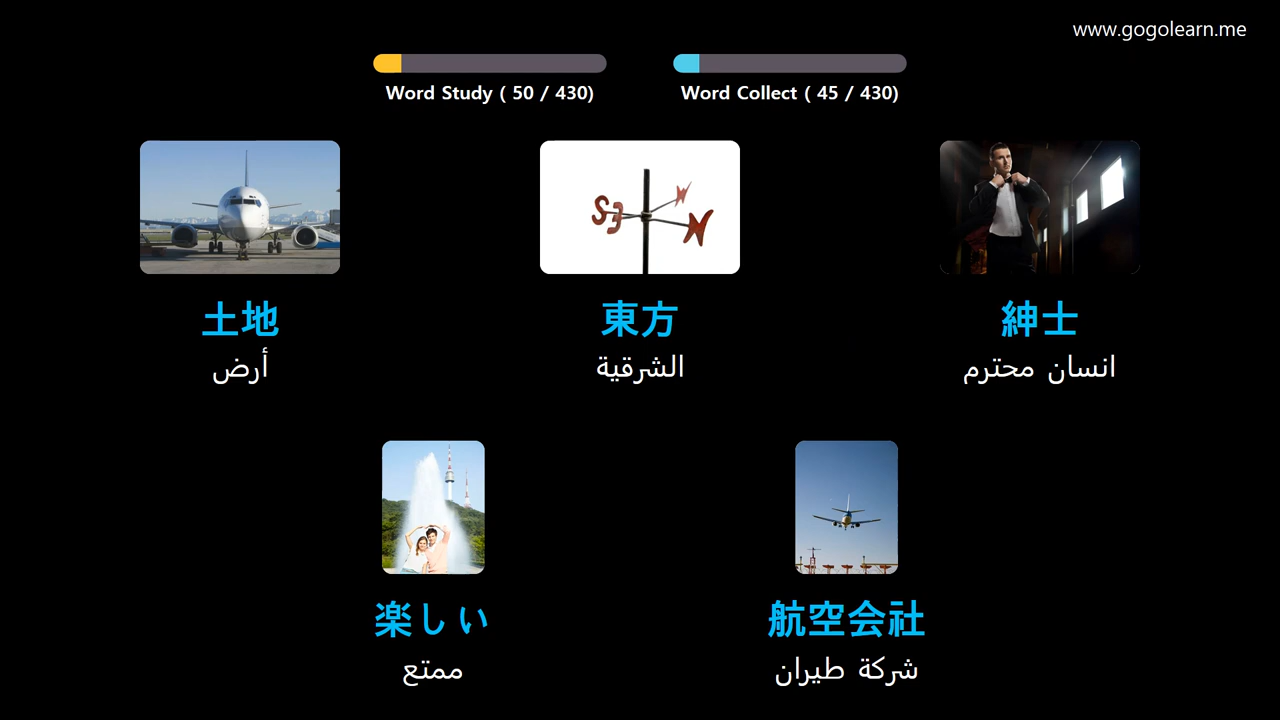 www.gogolearn.me
Word Study ( 50 / 430)
Word Collect ( 45 / 430)
S
E
N
W
土地
أرض
東方
الشرقية
紳士
انسان محترم
楽しい
ممتع
航空会社
شركة طيران